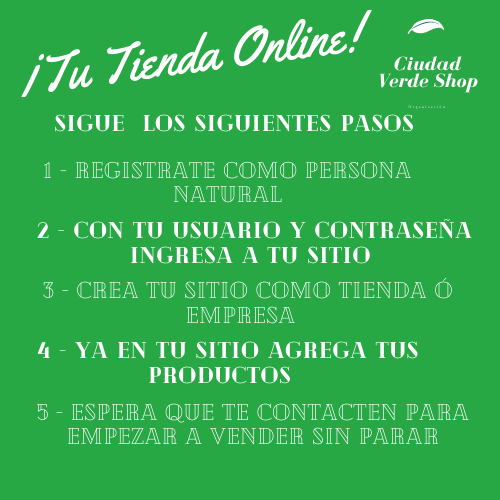 ¡Tu Tienda Online!
Ciudad
Verde Shop
Organización
SIGUE LOS SIGUIENTES PASOS
1 - REGISTRATE COMO PERSONA
NATURAL
2 - CON TU USUARIO Y CONTRASEÑA
INGRESA A TU SITIO
3 - CREA TU SITIO COMO TIENDA Ó
EMPRESA
4 - YA EN TU SITIO AGREGA TUS
PRODUCTOS
5 - ESPERA QUE TE CONTACTEN PARA
EMPEZAR A VENDER SIN PARAR